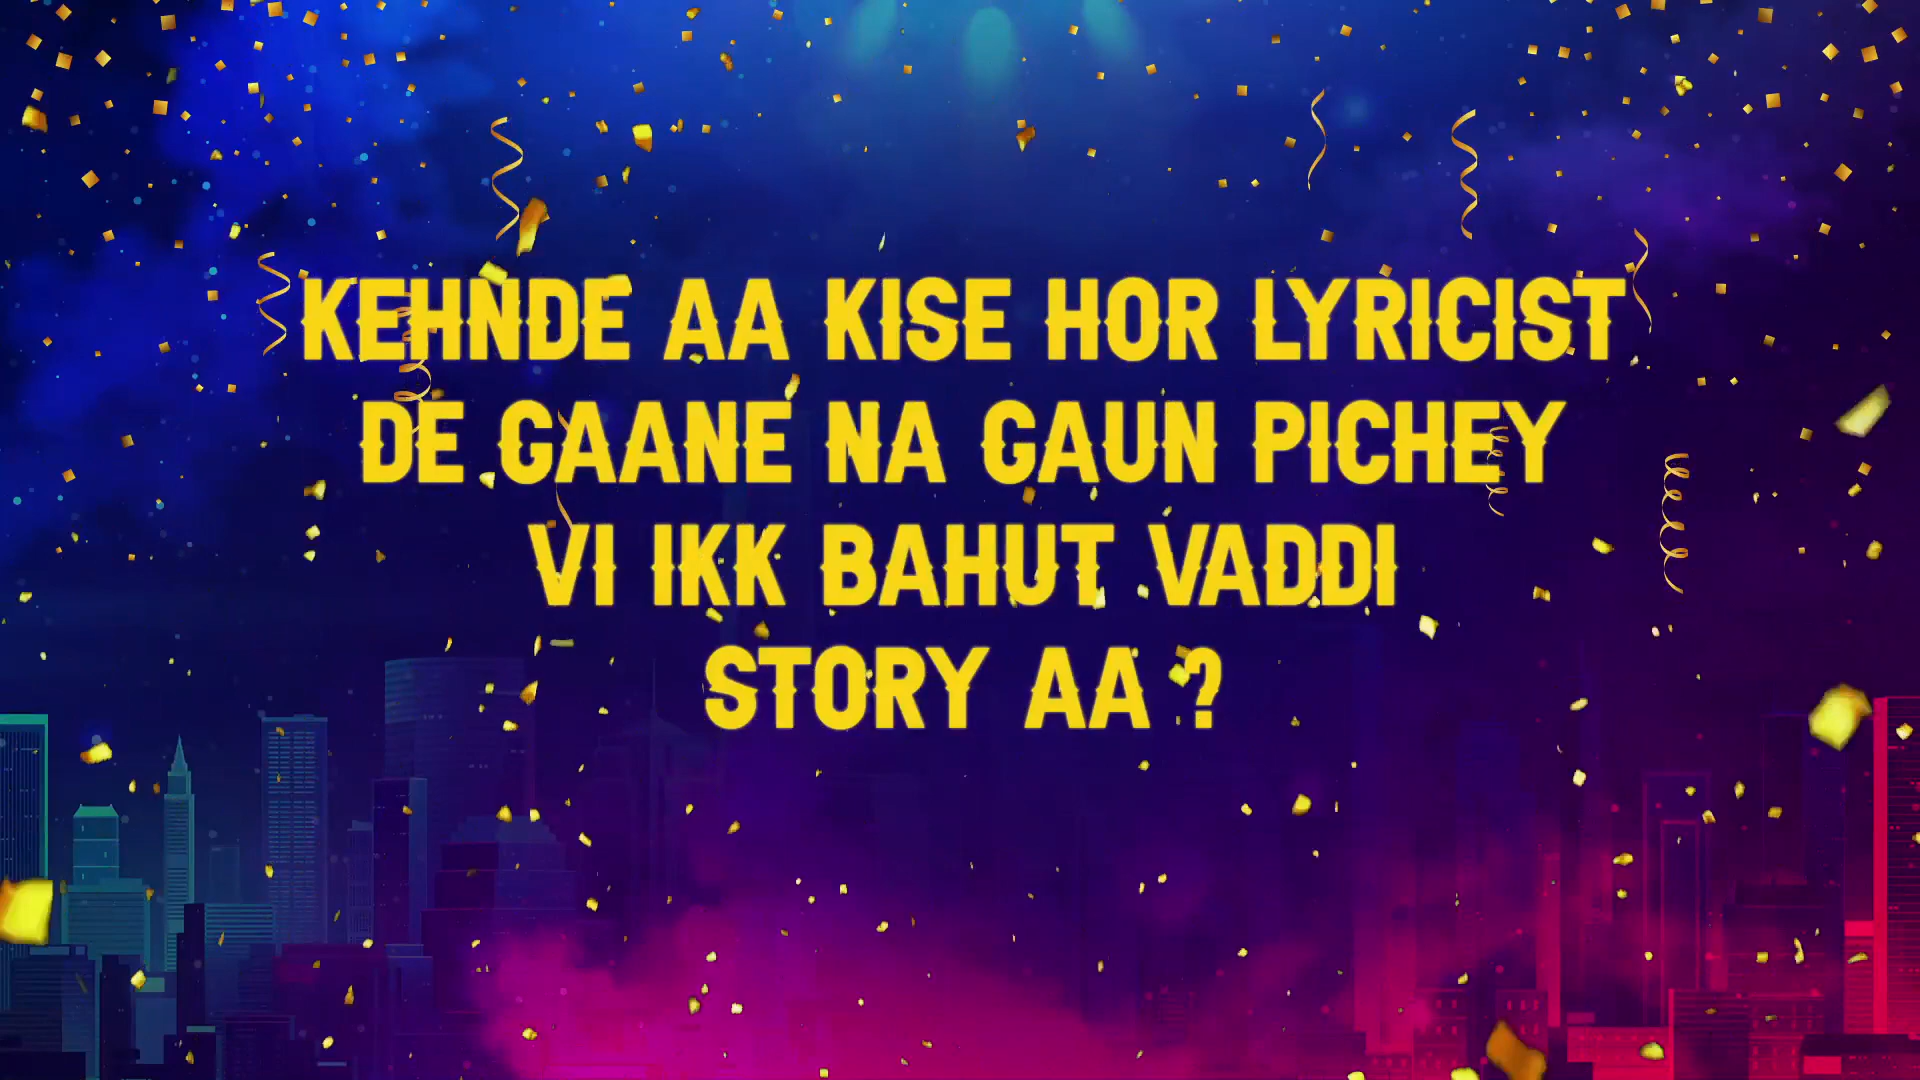 KEHNDE AA KISE HOR LYRICIST
DE GAANE NA GAUN PICHEY
VI IKK BAHUT VADDI
STORY AA ?